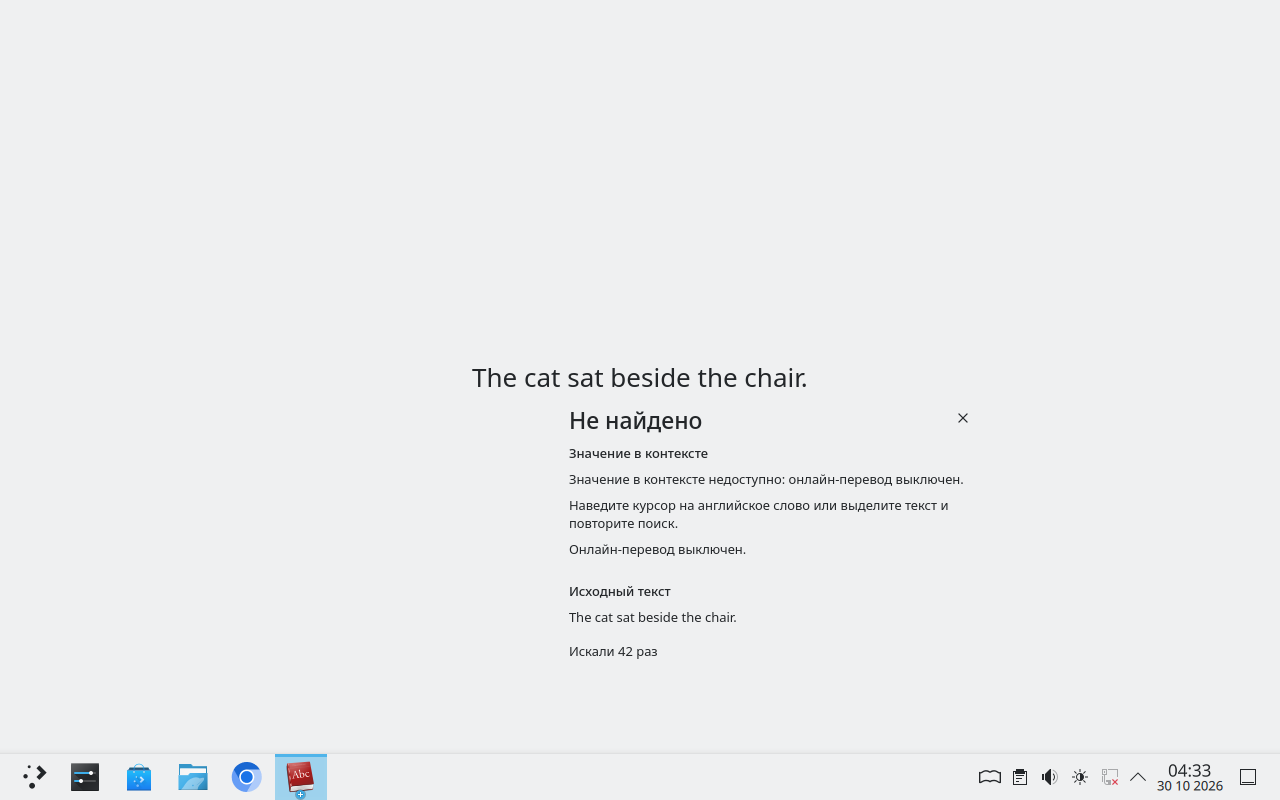 The cat sat beside the chair.
Не найдено
Значение в контексте
Значение в контексте недоступно: онлайн-перевод выключен.
Наведите курсор на английское слово или выделите текст и
повторите поиск.
Онлайн-перевод выключен.
Исходный текст
The cat sat beside the chair.
Искали 42 раз
Abc
04:33
30 10 2026